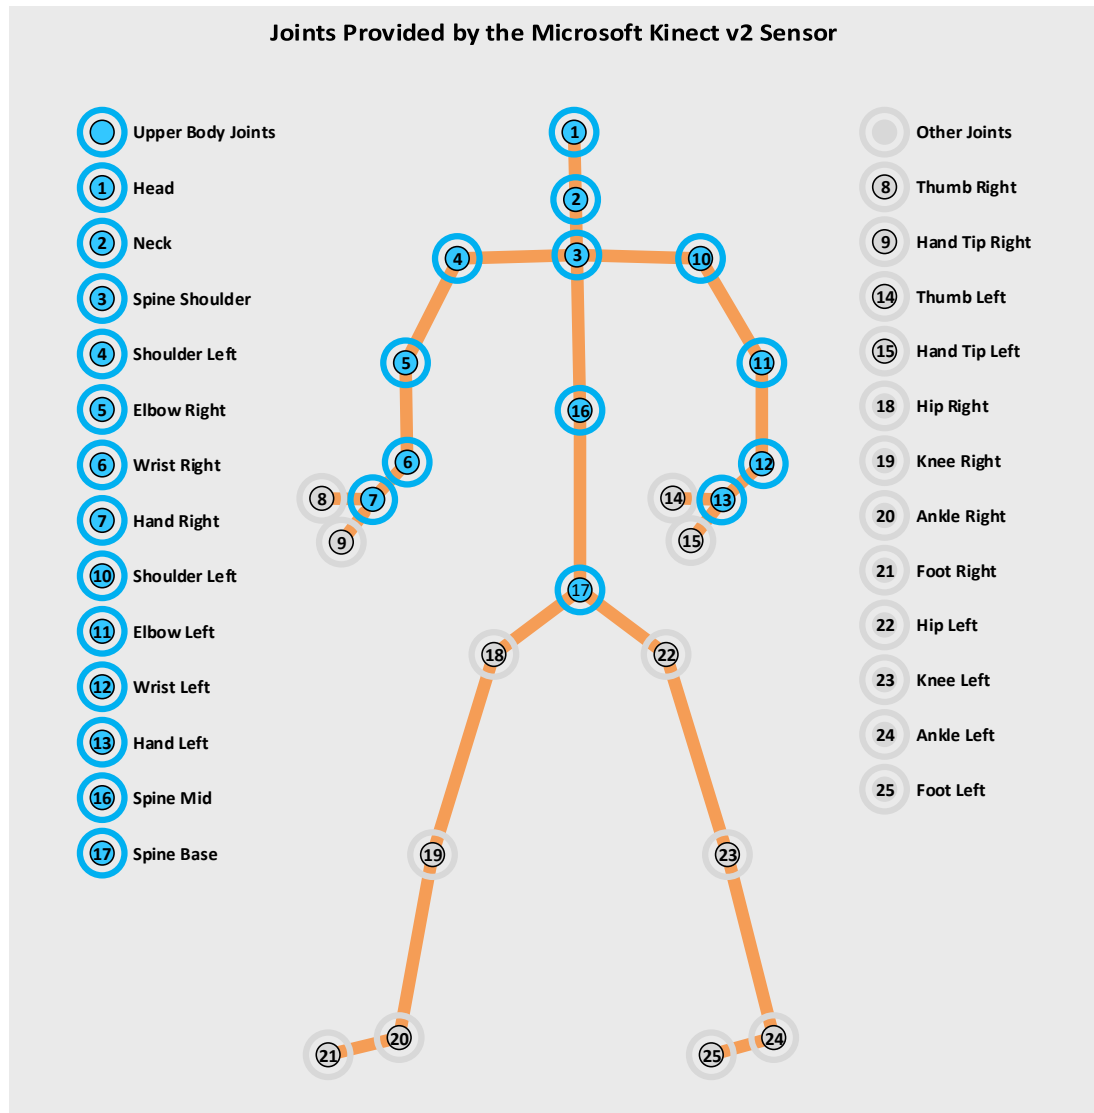 Joints Provided by the Microsoft Kinect v2 Sensor
Upper Body Joints
1 Head
2 Neck
3 Spine Shoulder
4 Shoulder Left
5 Elbow Right
6 Wrist Right
7 Hand Right
10 Shoulder Left
11 Elbow Left
12 Wrist Left
13 Hand Left
16 Spine Mid
17 Spine Base
1
2
4 3 10
5 11
16
6 12
8 7 14 13
9 15
17
18 22
19 23
20 24
21 25
Other Joints
8 Thumb Right
9 Hand Tip Right
14 Thumb Left
15 Hand Tip Left
18 Hip Right
19 Knee Right
20 Ankle Right
21 Foot Right
22 Hip Left
23 Knee Left
24 Ankle Left
25 Foot Left